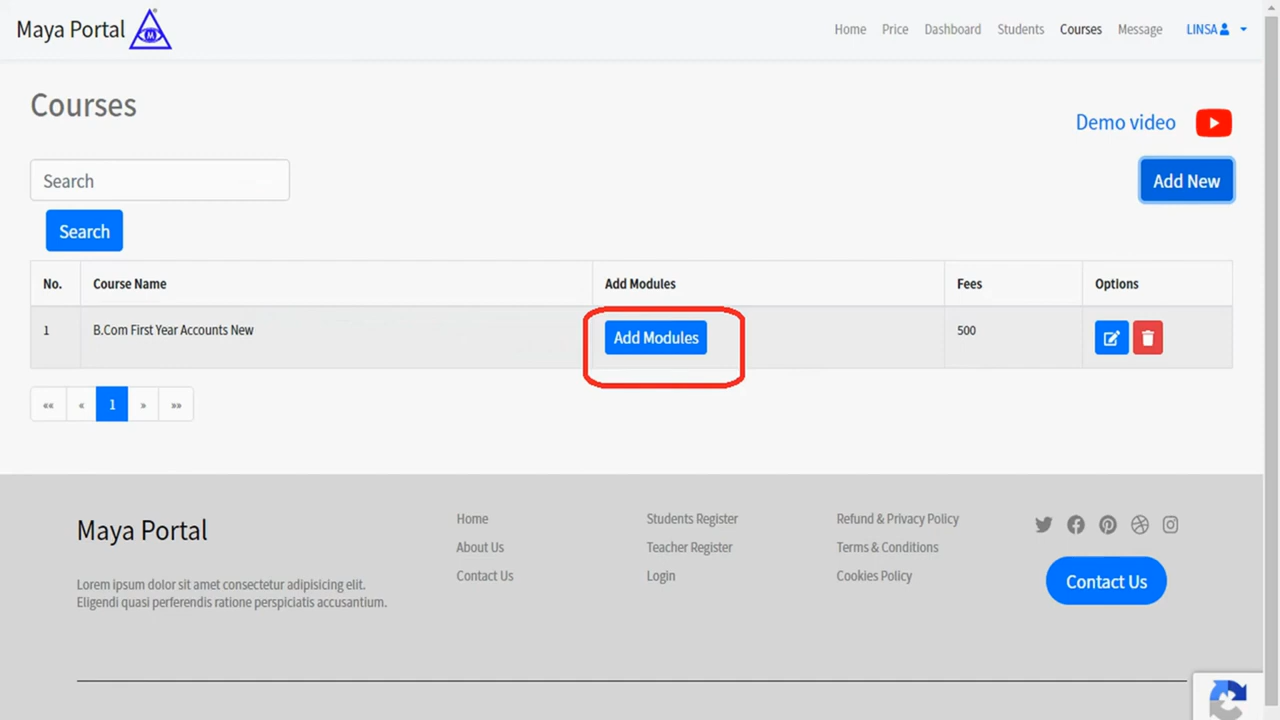 Maya Portal
M
Home Price Dashboard Students Courses Message LINSA
Courses
Demo video
Search
Add New
Search
No. Course Name Add Modules Fees Options
1 B.Com First Year Accounts New Add Modules 500
«« « 1 » »»
Maya Portal
Lorem ipsum dolor sit amet consectetur adipisicing elit.
Eligendi quasi perferendis ratione perspiciatis accusantium.
Home
About Us
Contact Us
Students Register
Teacher Register
Login
Refund & Privacy Policy
Terms & Conditions
Cookies Policy
Contact Us